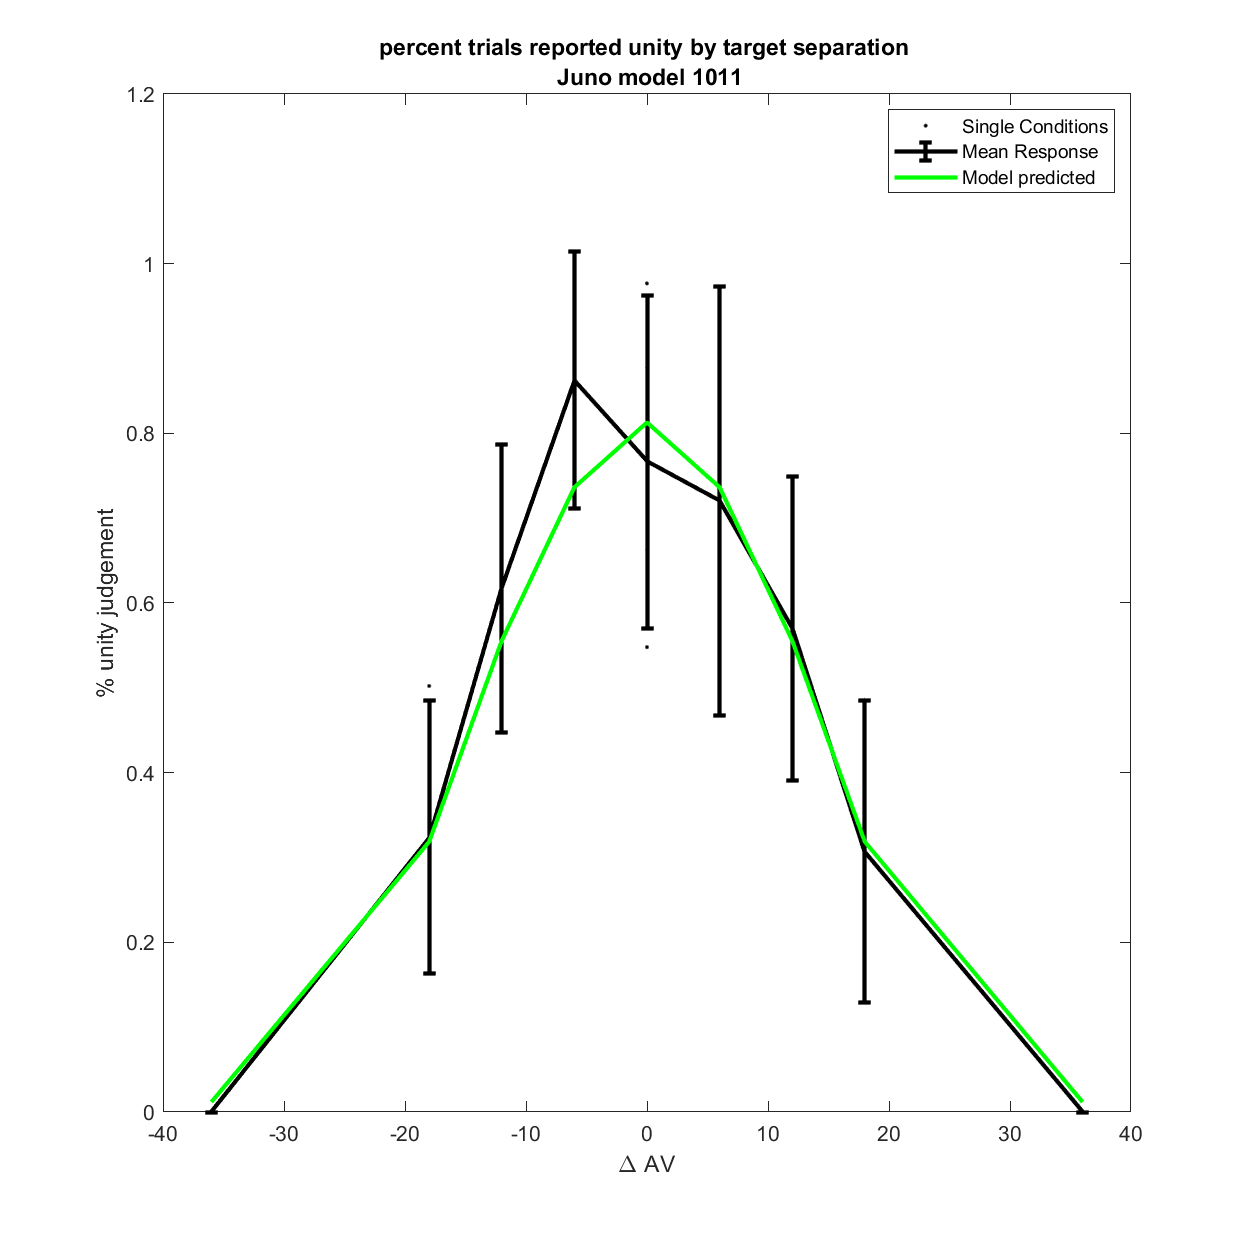 percent trials reported unity by target separation
Juno model 1011
1.2
1
0.8
0.6
0.4
0.2
0
% unity judgement
Single Conditions
Mean Response
Model predicted
-40 -30 -20 -10 0 10 20 30 40
Δ AV